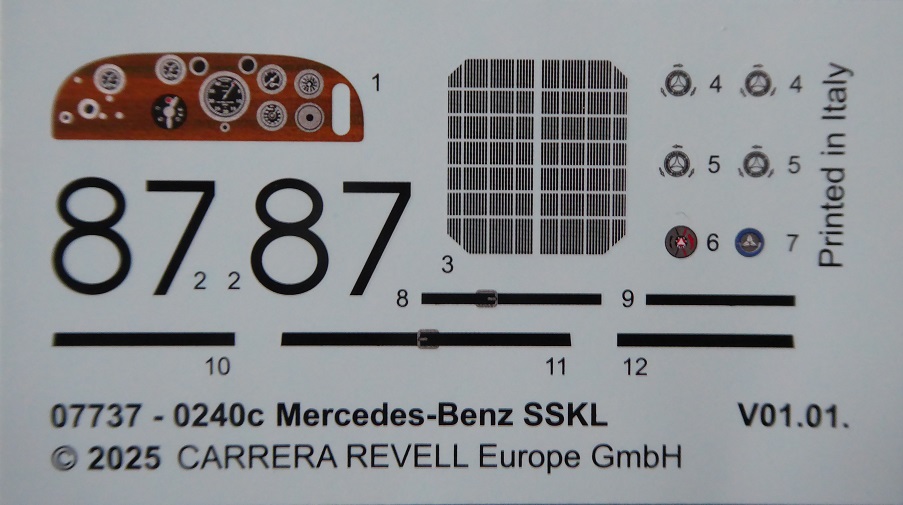 1
4 4
5 5
6 7
Printed in Italy
87 2 2 87
3
8 9
10 11 12
07737 - 0240c Mercedes-Benz SSKL V01.01.
© 2025 CARRERA REVELL Europe GmbH